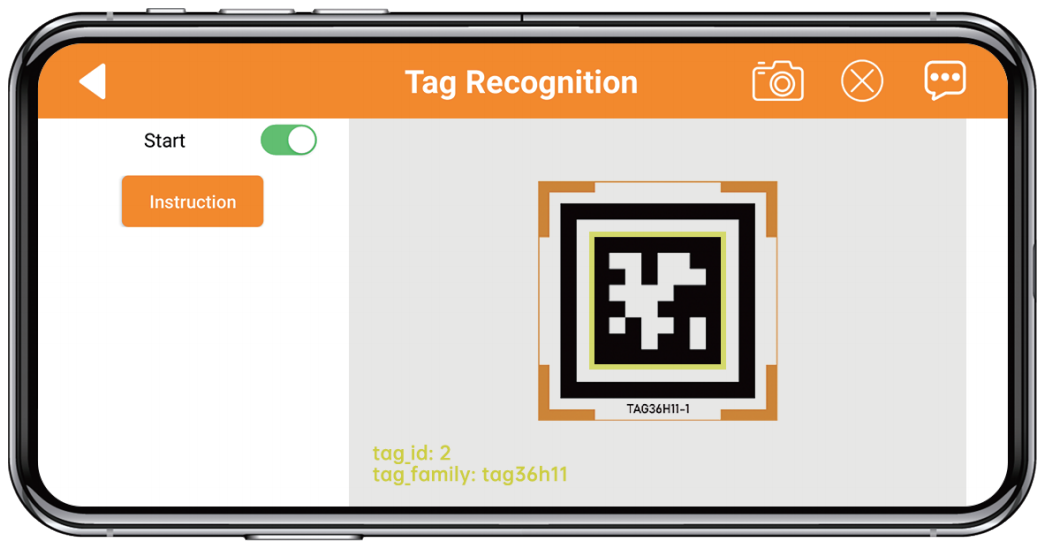 Tag Recognition
Start
Instruction
TAG36H11-1
tag_id: 2
tag_family: tag36h11